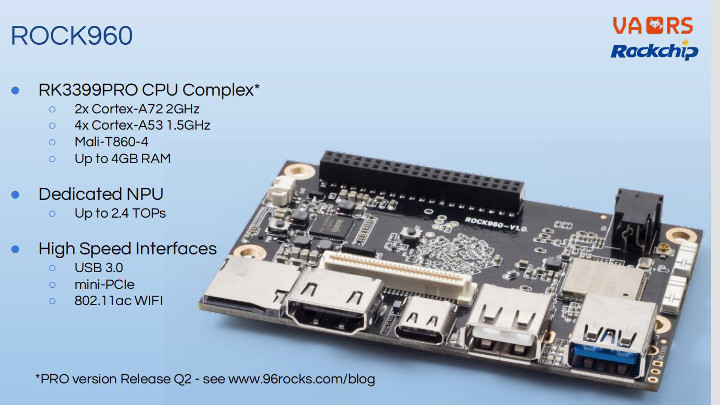 ROCK960
VAMRS
Rockchip
RK3399PRO CPU Complex*
2x Cortex-A72 2GHz
4x Cortex-A53 1.5GHz
Mali-T860-4
Up to 4GB RAM
Dedicated NPU
Up to 2.4 TOPs
High Speed Interfaces
USB 3.0
mini-PCIe
802.11ac WIFI
ROCK960-V1.0.
*PRO version Release Q2 - see www.96rocks.com/blog